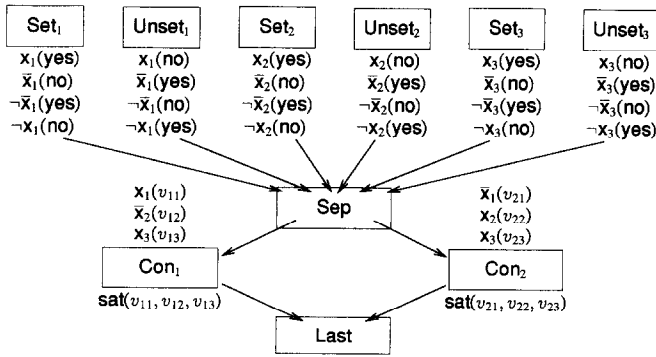 Set₁ Unset₁ Set₂ Unset₂ Set₃ Unset₃
x₁(yes) x₁(no) x₂(yes) x₂(no) x₃(yes) x₃(no)
x̄₁(no) x̄₁(yes) x̄₂(no) x̄₂(yes) x̄₃(no) x̄₃(yes)
¬x̄₁(yes) ¬x̄₁(no) ¬x̄₂(yes) ¬x̄₂(no) ¬x̄₃(yes) ¬x̄₃(no)
¬x₁(no) ¬x₁(yes) ¬x₂(no) ¬x₂(yes) ¬x₃(no) ¬x₃(yes)
Sep
x₁(v₁₁) x̄₁(v₂₁)
x̄₂(v₁₂) x₂(v₂₂)
x₃(v₁₃) x₃(v₂₃)
Con₁ Con₂
sat(v₁₁, v₁₂, v₁₃) sat(v₂₁, v₂₂, v₂₃)
Last